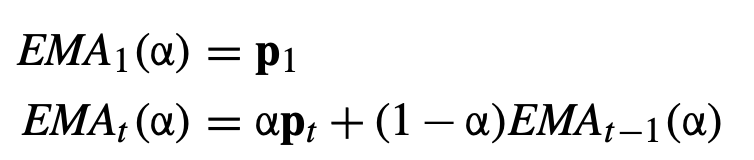 EMA₁(α) = 𝐩₁
EMAₜ(α) = α𝐩ₜ + (1 − α)EMAₜ₋₁(α)